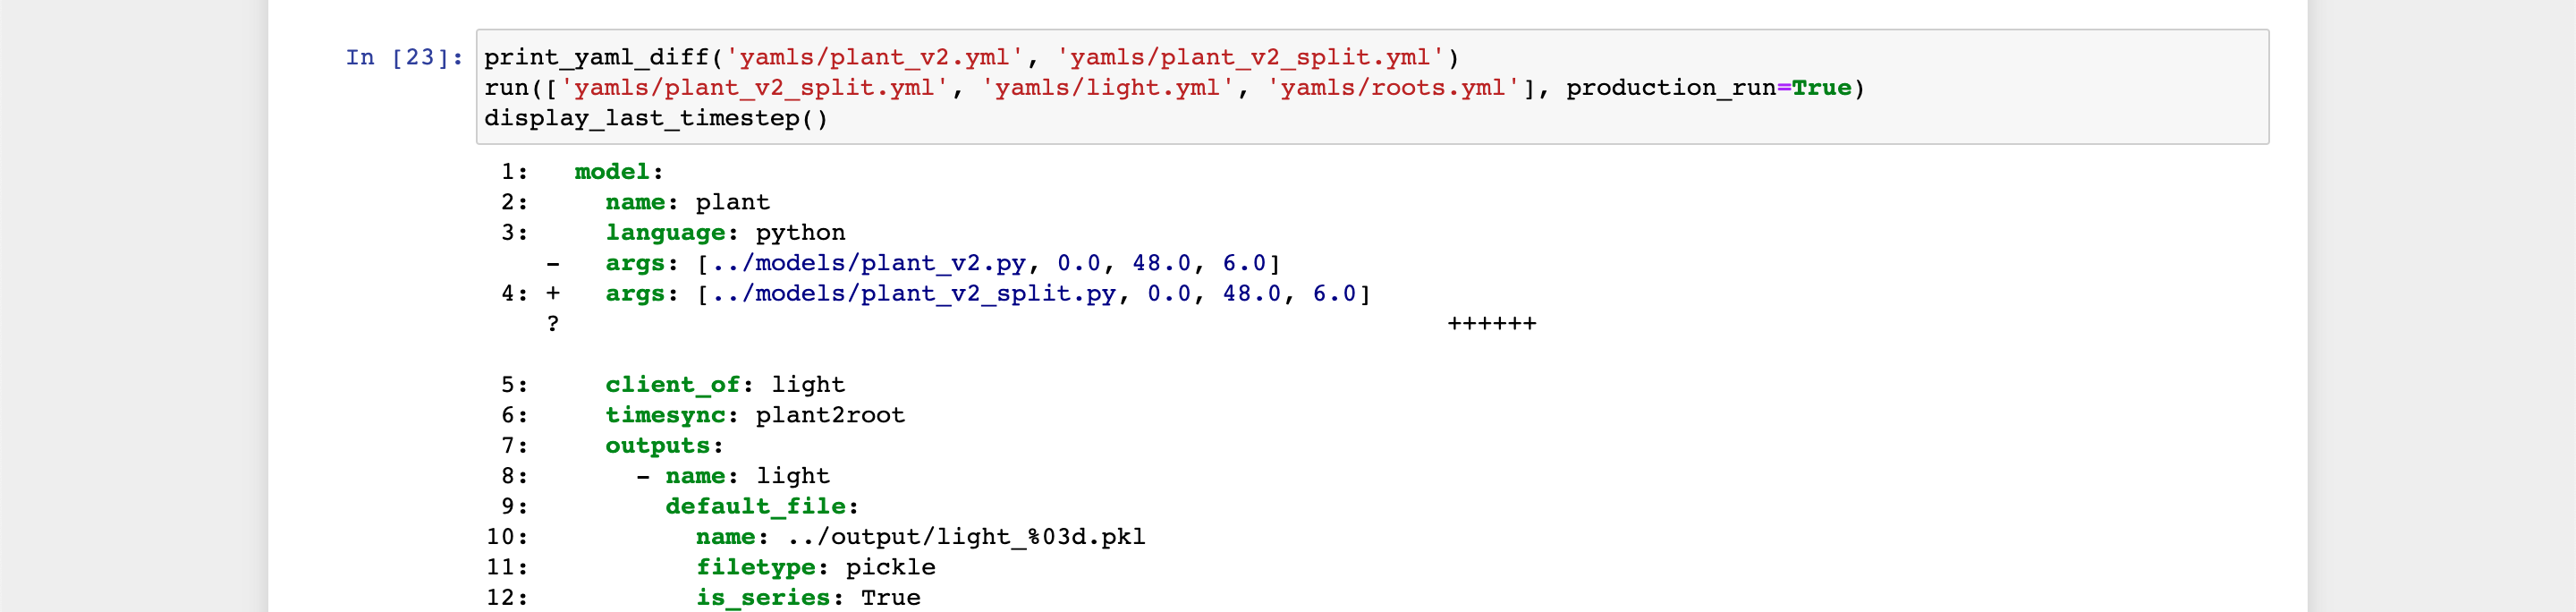 In [23]: print_yaml_diff('yamls/plant_v2.yml', 'yamls/plant_v2_split.yml')
run(['yamls/plant_v2_split.yml', 'yamls/light.yml', 'yamls/roots.yml'], production_run=True)
display_last_timestep()
1:   model:
2:     name: plant
3:     language: python
   -   args: [../models/plant_v2.py, 0.0, 48.0, 6.0]
4: +   args: [../models/plant_v2_split.py, 0.0, 48.0, 6.0]
   ?                                                           ++++++
5:     client_of: light
6:     timesync: plant2root
7:     outputs:
8:       - name: light
9:         default_file:
10:           name: ../output/light_%03d.pkl
11:           filetype: pickle
12:           is_series: True